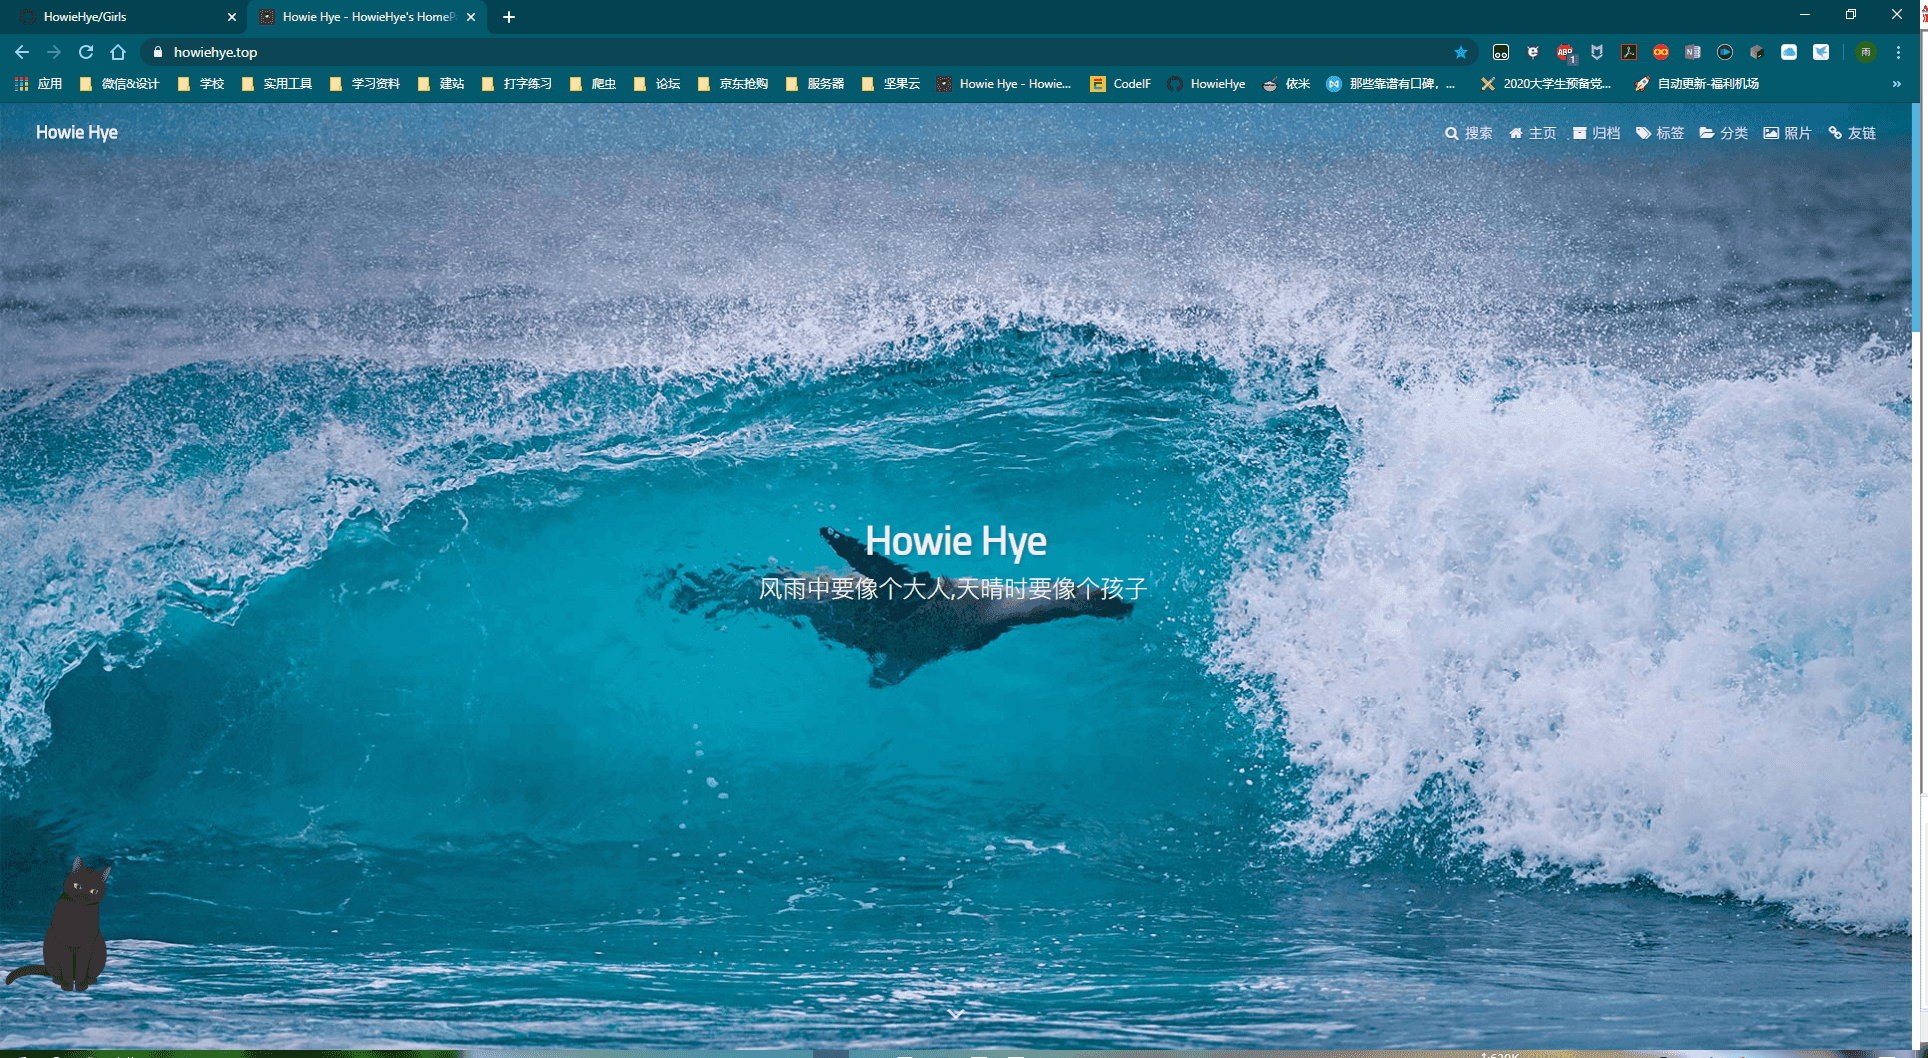 HowieHye/Girls
Howie Hye - HowieHye's HomeP
howiehye.top
ABP
1
应用 微信&设计 学校 实用工具 学习资料 建站 打字练习 爬虫 论坛 京东抢购 服务器 坚果云 Howie Hye - Howie... CodeIF HowieHye 依米 那些靠谱有口碑，... 2020大学生预备党... 自动更新-福利机场 »
Howie Hye
搜索 主页 归档 标签 分类 照片 友链
Howie Hye
风雨中要像个大人,天晴时要像个孩子